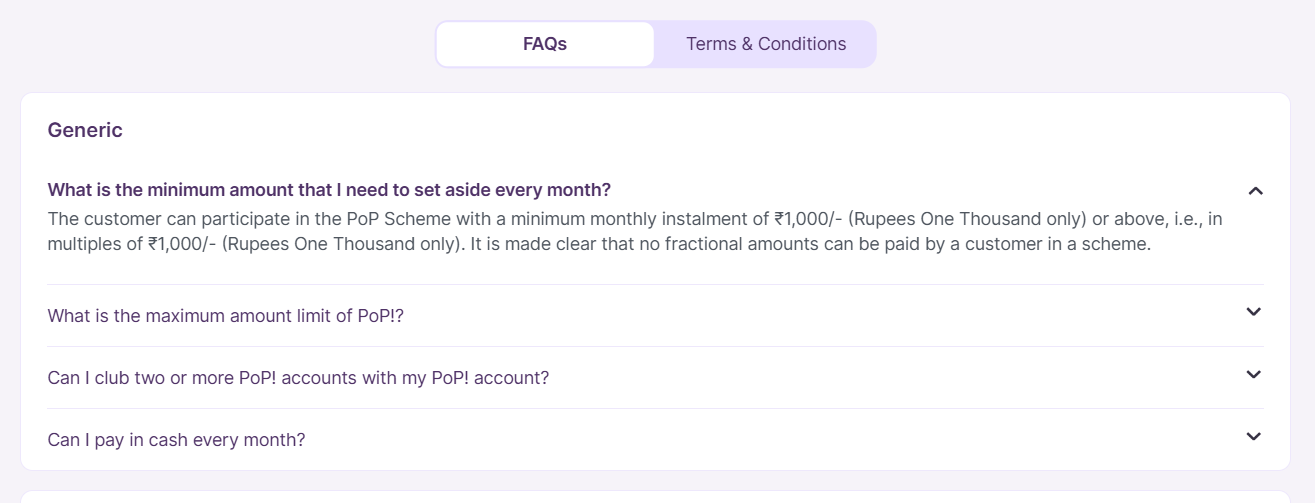 FAQs
Terms & Conditions
Generic
What is the minimum amount that I need to set aside every month?
The customer can participate in the PoP Scheme with a minimum monthly instalment of ₹1,000/- (Rupees One Thousand only) or above, i.e., in
multiples of ₹1,000/- (Rupees One Thousand only). It is made clear that no fractional amounts can be paid by a customer in a scheme.
What is the maximum amount limit of PoP!?
Can I club two or more PoP! accounts with my PoP! account?
Can I pay in cash every month?